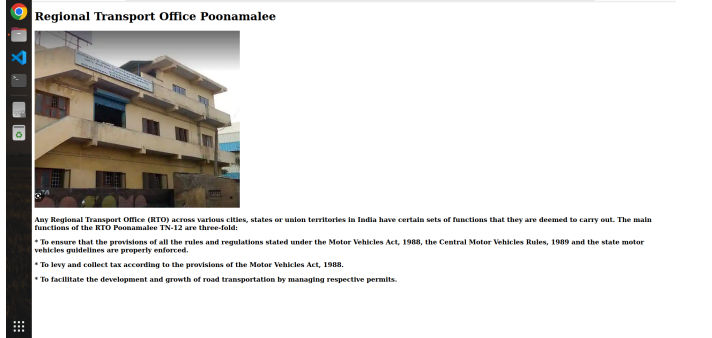 Regional Transport Office Poonamalee
Any Regional Transport Office (RTO) across various cities, states or union territories in India have certain sets of functions that they are deemed to carry out. The main
functions of the RTO Poonamalee TN-12 are three-fold:
* To ensure that the provisions of all the rules and regulations stated under the Motor Vehicles Act, 1988, the Central Motor Vehicles Rules, 1989 and the state motor
vehicles guidelines are properly enforced.
* To levy and collect tax according to the provisions of the Motor Vehicles Act, 1988.
* To facilitate the development and growth of road transportation by managing respective permits.